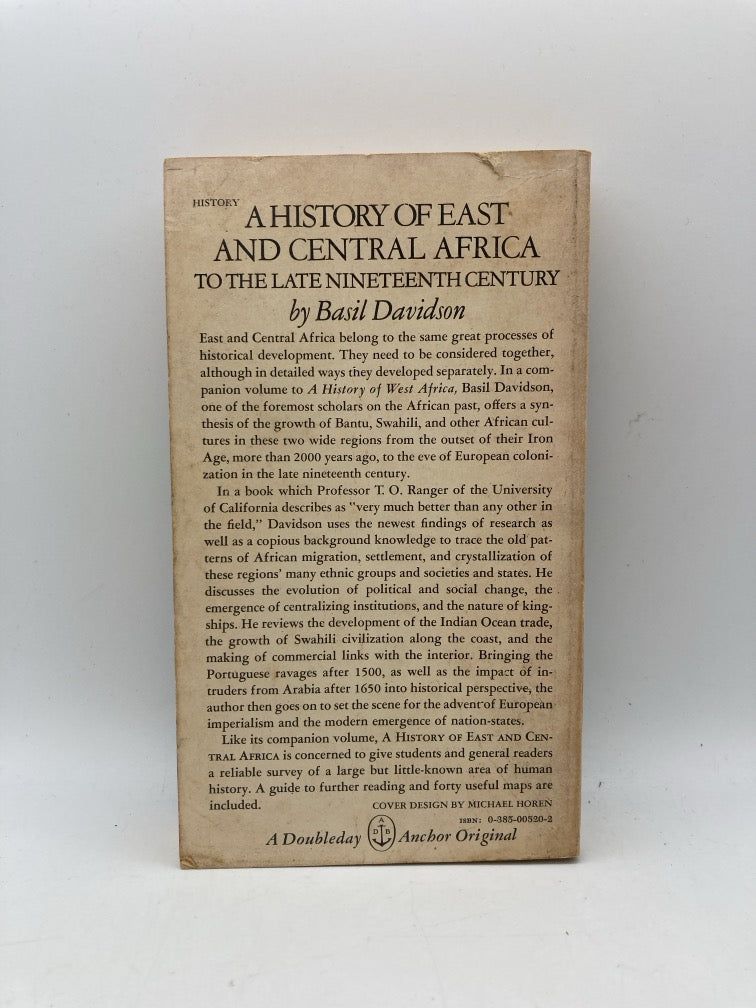 HISTORY
A HISTORY OF EAST
AND CENTRAL AFRICA
TO THE LATE NINETEENTH CENTURY
by Basil Davidson
East and Central Africa belong to the same great processes of
historical development. They need to be considered together,
although in detailed ways they developed separately. In a com-
panion volume to A History of West Africa, Basil Davidson,
one of the foremost scholars on the African past, offers a syn-
thesis of the growth of Bantu, Swahili, and other African cul-
tures in these two wide regions from the outset of their Iron
Age, more than 2000 years ago, to the eve of European coloni-
zation in the late nineteenth century.
In a book which Professor T. O. Ranger of the University
of California describes as "very much better than any other in
the field," Davidson uses the newest findings of research as
well as a copious background knowledge to trace the old pat-
terns of African migration, settlement, and crystallization of
these regions' many ethnic groups and societies and states. He
discusses the evolution of political and social change, the
emergence of centralizing institutions, and the nature of king-
ships. He reviews the development of the Indian Ocean trade,
the growth of Swahili civilization along the coast, and the
making of commercial links with the interior. Bringing the
Portuguese ravages after 1500, as well as the impact of in-
truders from Arabia after 1650 into historical perspective, the
author then goes on to set the scene for the advent of European
imperialism and the modern emergence of nation-states.
Like its companion volume, A HISTORY OF EAST AND CEN-
TRAL AFRICA is concerned to give students and general readers
a reliable survey of a large but little-known area of human
history. A guide to further reading and forty useful maps are
included.
COVER DESIGN BY MICHAEL HOREN
ISBN: 0-385-00520-2
A Doubleday A D B Anchor Original